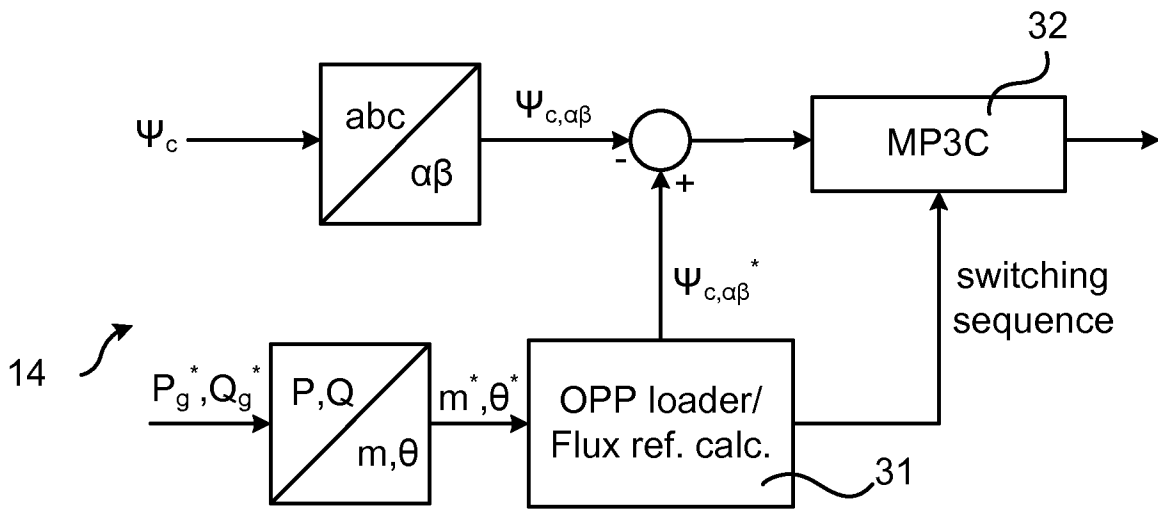 32
Ψc
abc
αβ
Ψc,αβ
-
+
MP3C
Ψc,αβ*
switching
sequence
14
Pg*,Qg*
P,Q
m,θ
m*,θ*
OPP loader/
Flux ref. calc.
31